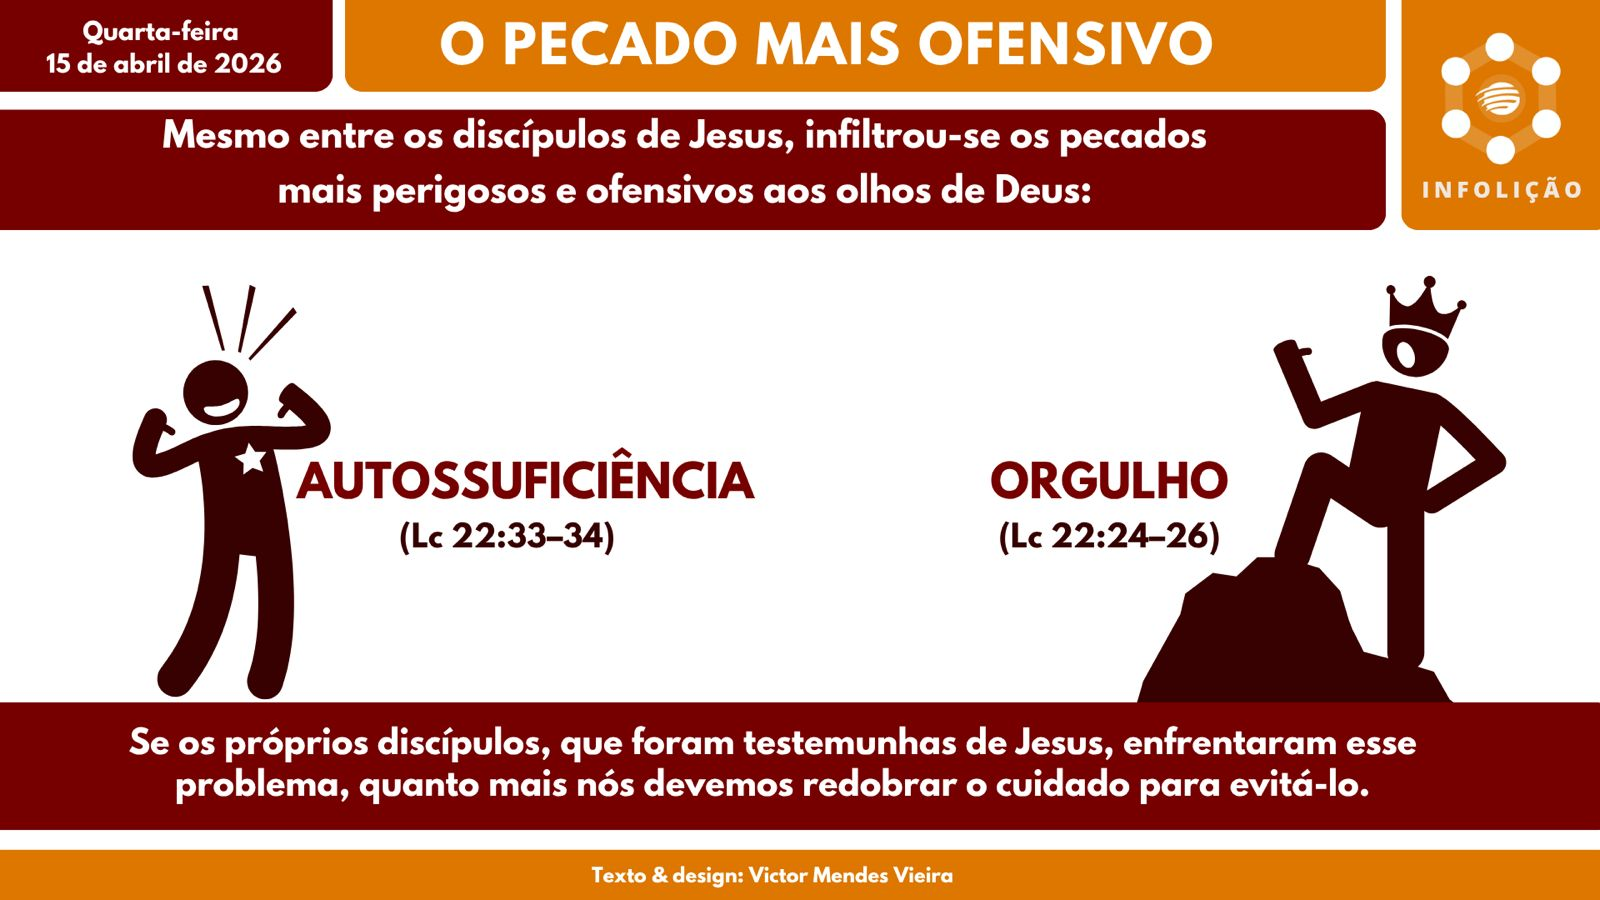 Quarta-feira
15 de abril de 2026
O PECADO MAIS OFENSIVO
INFOLIÇÃO
Mesmo entre os discípulos de Jesus, infiltrou-se os pecados
mais perigosos e ofensivos aos olhos de Deus:
AUTOSSUFICIÊNCIA
(Lc 22:33–34)
ORGULHO
(Lc 22:24–26)
Se os próprios discípulos, que foram testemunhas de Jesus, enfrentaram esse
problema, quanto mais nós devemos redobrar o cuidado para evitá-lo.
Texto & design: Victor Mendes Vieira